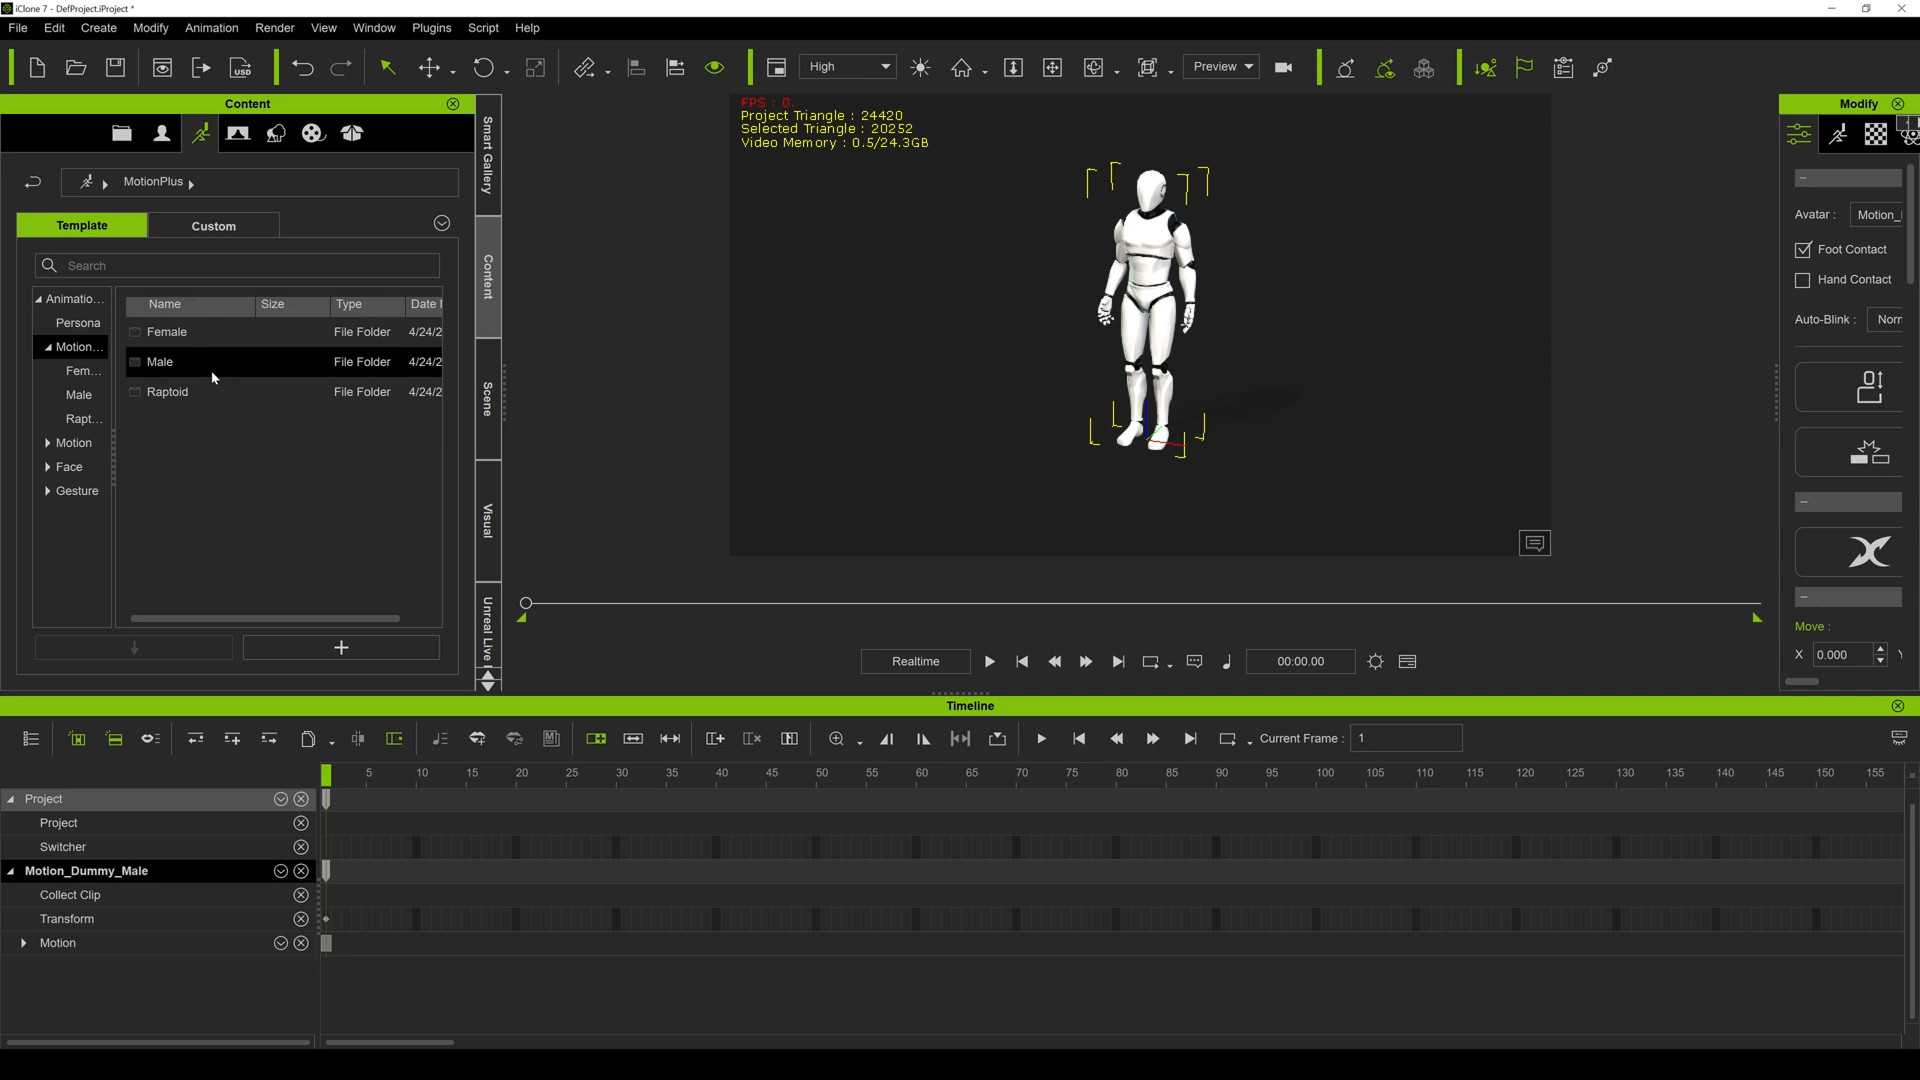 iClone 7 - DefProject.iProject *
File Edit Create Modify Animation Render View Window Plugins Script Help
USD High Preview
Content
MotionPlus
Template Custom
Search
Animatio...
Persona
Motion...
Fem...
Male
Rapt...
Motion
Face
Gesture
Name Size Type
Female File Folder 4/24/2
Male File Folder 4/24/2
Raptoid File Folder 4/24/2
Smart Gallery
Content
Scene
Visual
Unreal Live
FPS : 0.
Project Triangle : 24420
Selected Triangle : 20252
Video Memory : 0.5/24.3GB
Realtime 00:00.00
Modify
Avatar : Motion_
Foot Contact
Hand Contact
Auto-Blink :
Move :
X 0.000
Timeline
Current Frame : 1
5 10 15 20 25 30 35 40 45 50 55 60 65 70 75 80 85 90 95 100 105 110 115 120 125 130 135 140 145 150 155
Project
Project
Switcher
Motion_Dummy_Male
Collect Clip
Transform
Motion